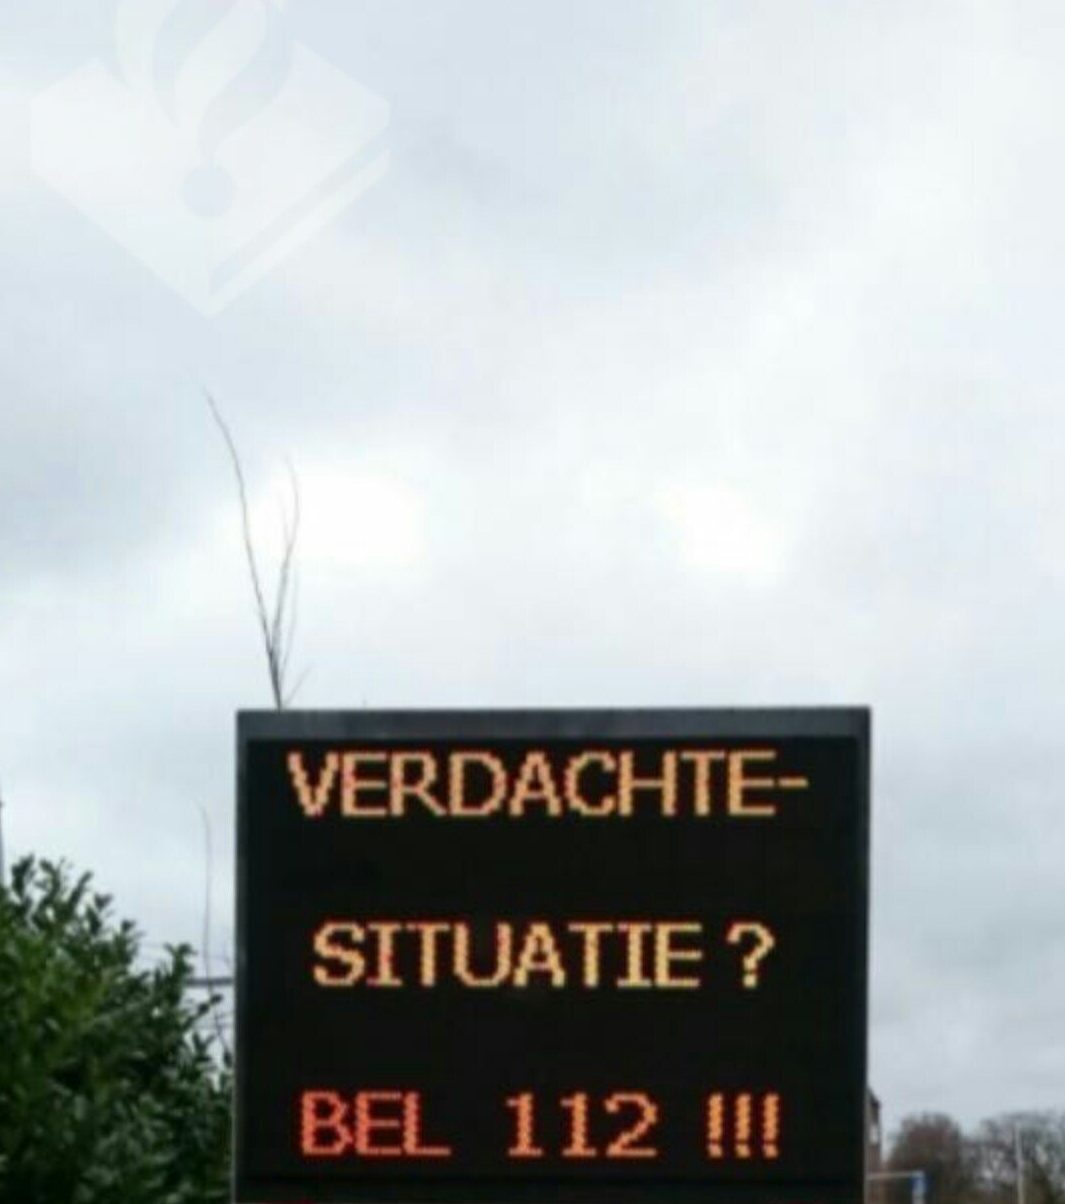 VERDACHTE-
SITUATIE ?
BEL 112 !!!